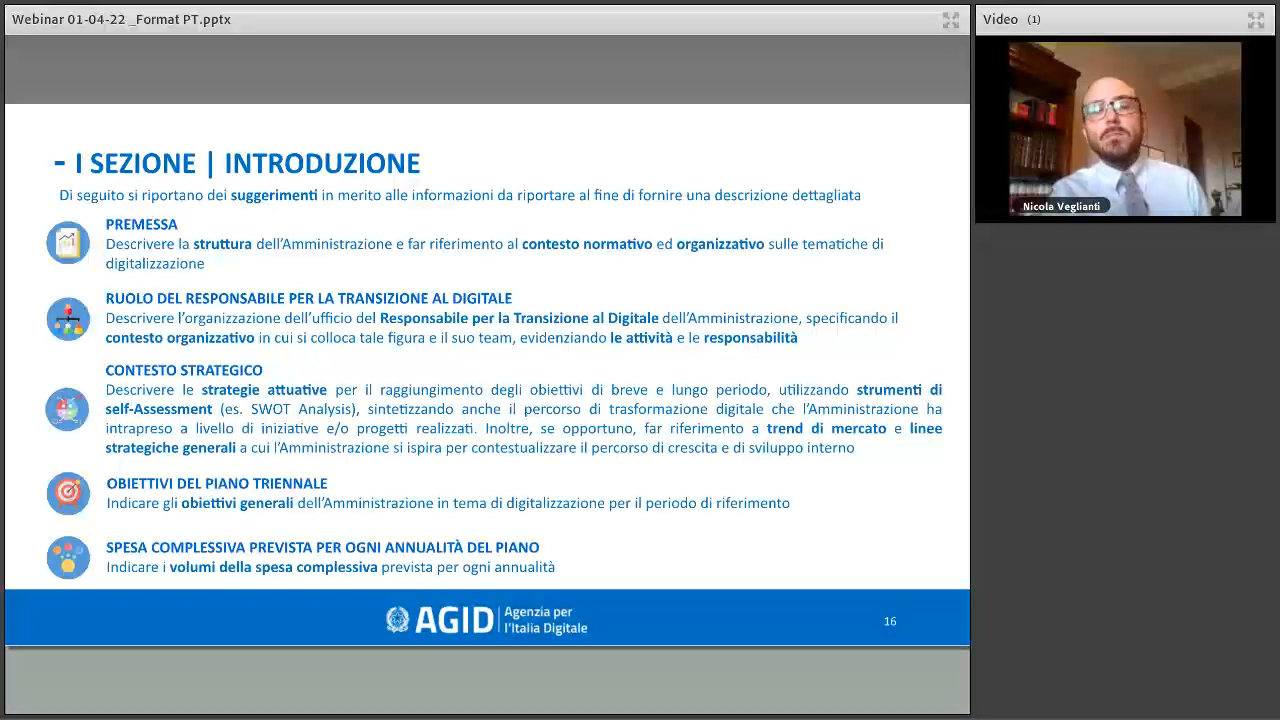 Webinar 01-04-22 _Format PT.pptx
Video (1)
Nicola Veglianti
- I SEZIONE | INTRODUZIONE
Di seguito si riportano dei suggerimenti in merito alle informazioni da riportare al fine di fornire una descrizione dettagliata
PREMESSA
Descrivere la struttura dell’Amministrazione e far riferimento al contesto normativo ed organizzativo sulle tematiche di
digitalizzazione
RUOLO DEL RESPONSABILE PER LA TRANSIZIONE AL DIGITALE
Descrivere l’organizzazione dell’ufficio del Responsabile per la Transizione al Digitale dell’Amministrazione, specificando il
contesto organizzativo in cui si colloca tale figura e il suo team, evidenziando le attività e le responsabilità
CONTESTO STRATEGICO
Descrivere le strategie attuative per il raggiungimento degli obiettivi di breve e lungo periodo, utilizzando strumenti di
self-Assessment (es. SWOT Analysis), sintetizzando anche il percorso di trasformazione digitale che l’Amministrazione ha
intrapreso a livello di iniziative e/o progetti realizzati. Inoltre, se opportuno, far riferimento a trend di mercato e linee
strategiche generali a cui l’Amministrazione si ispira per contestualizzare il percorso di crescita e di sviluppo interno
OBIETTIVI DEL PIANO TRIENNALE
Indicare gli obiettivi generali dell’Amministrazione in tema di digitalizzazione per il periodo di riferimento
SPESA COMPLESSIVA PREVISTA PER OGNI ANNUALITÀ DEL PIANO
Indicare i volumi della spesa complessiva prevista per ogni annualità
AGID
Agenzia per
l’Italia Digitale
16